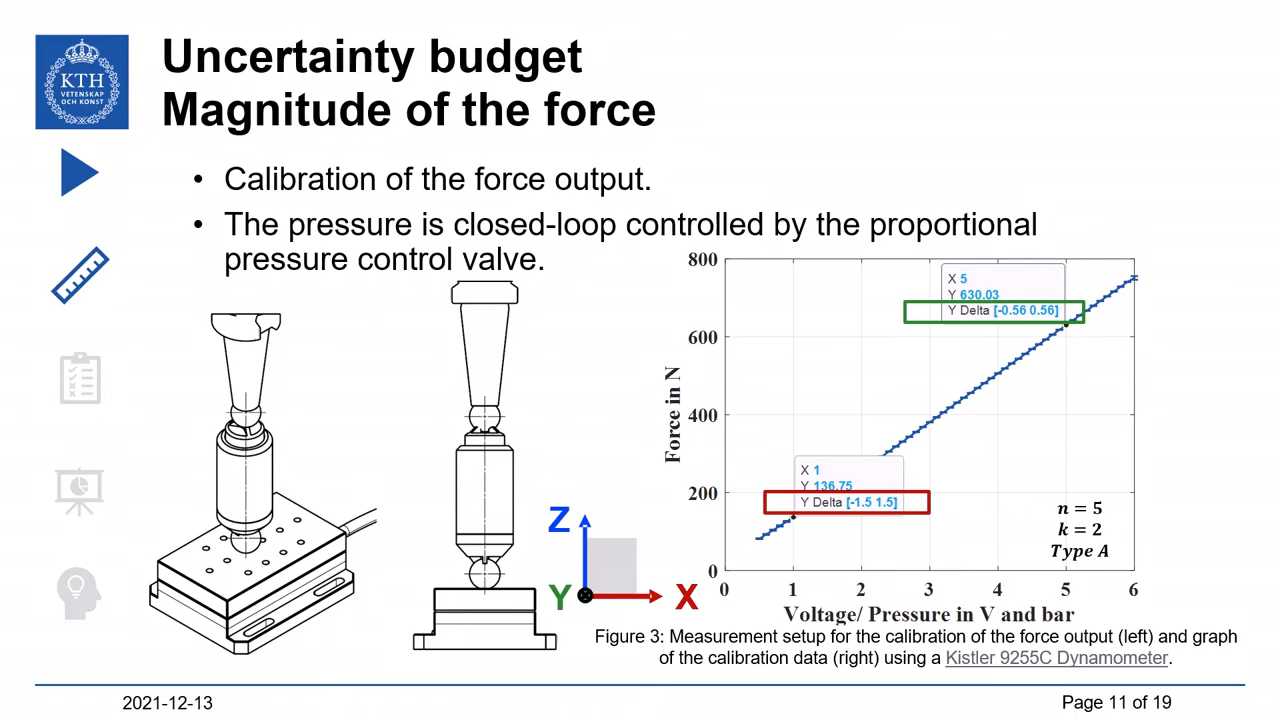 Uncertainty budget
Magnitude of the force
KTH
VETENSKAP
OCH KONST
• Calibration of the force output.
• The pressure is closed-loop controlled by the proportional
pressure control valve.
800
600
400
200
0
Force in N
X 5
Y 630.03
Y Delta [-0.56 0.56]
X 1
Y 136.75
Y Delta [-1.5 1.5]
n = 5
k = 2
Type A
0 1 2 3 4 5 6
Voltage/ Pressure in V and bar
Z
Y
X
Figure 3: Measurement setup for the calibration of the force output (left) and graph
of the calibration data (right) using a Kistler 9255C Dynamometer.
2021-12-13
Page 11 of 19